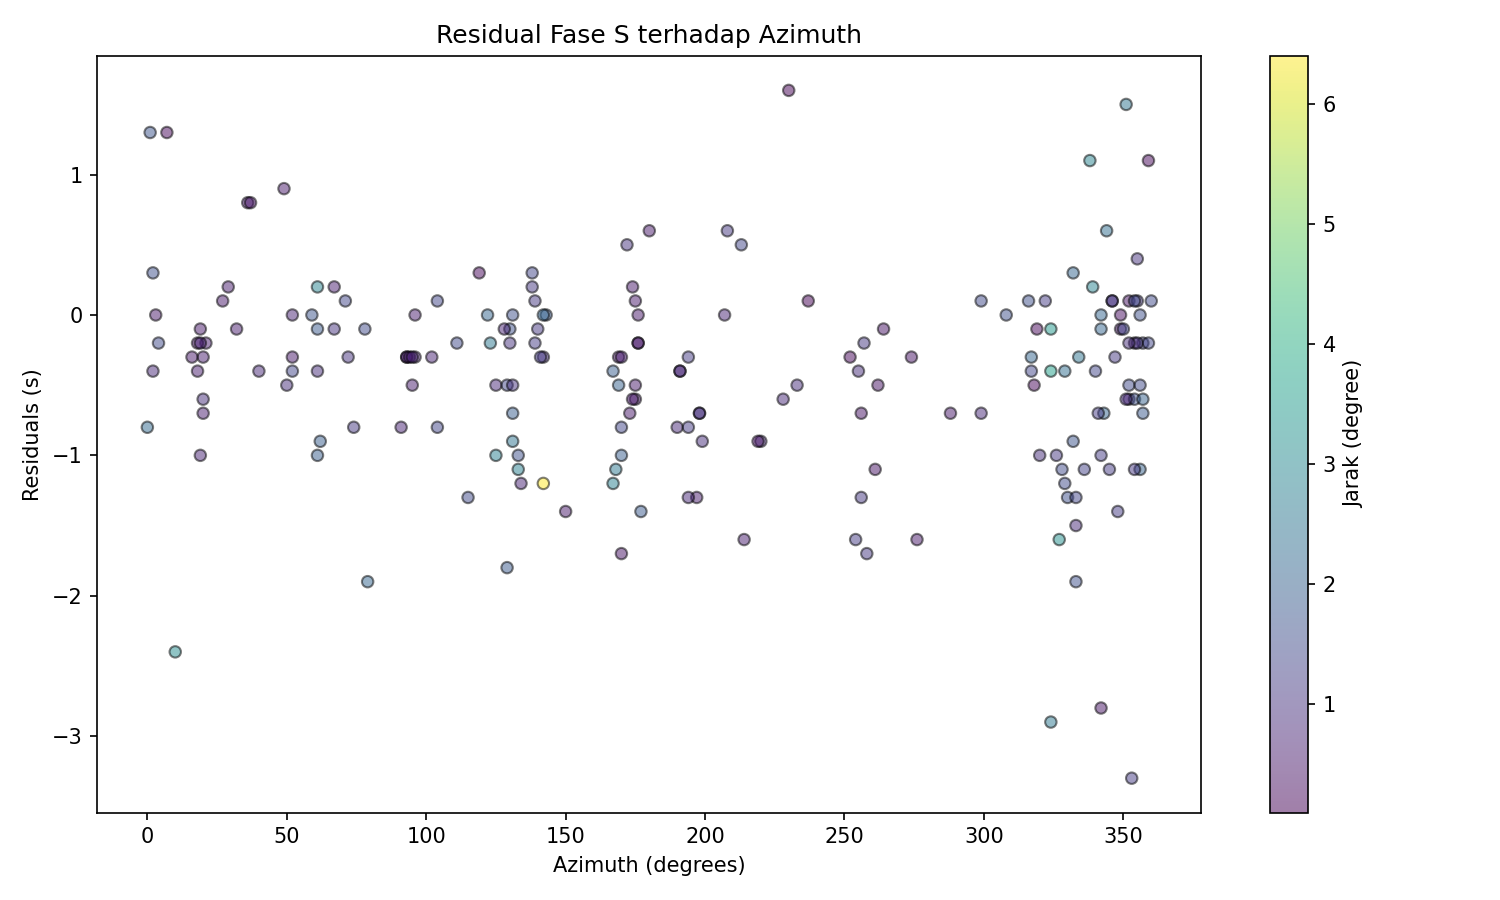 Residual Fase S terhadap Azimuth
Residuals (s)
1
0
−1
−2
−3
0 50 100 150 200 250 300 350
Azimuth (degrees)
6
5
4
3
2
1
Jarak (degree)